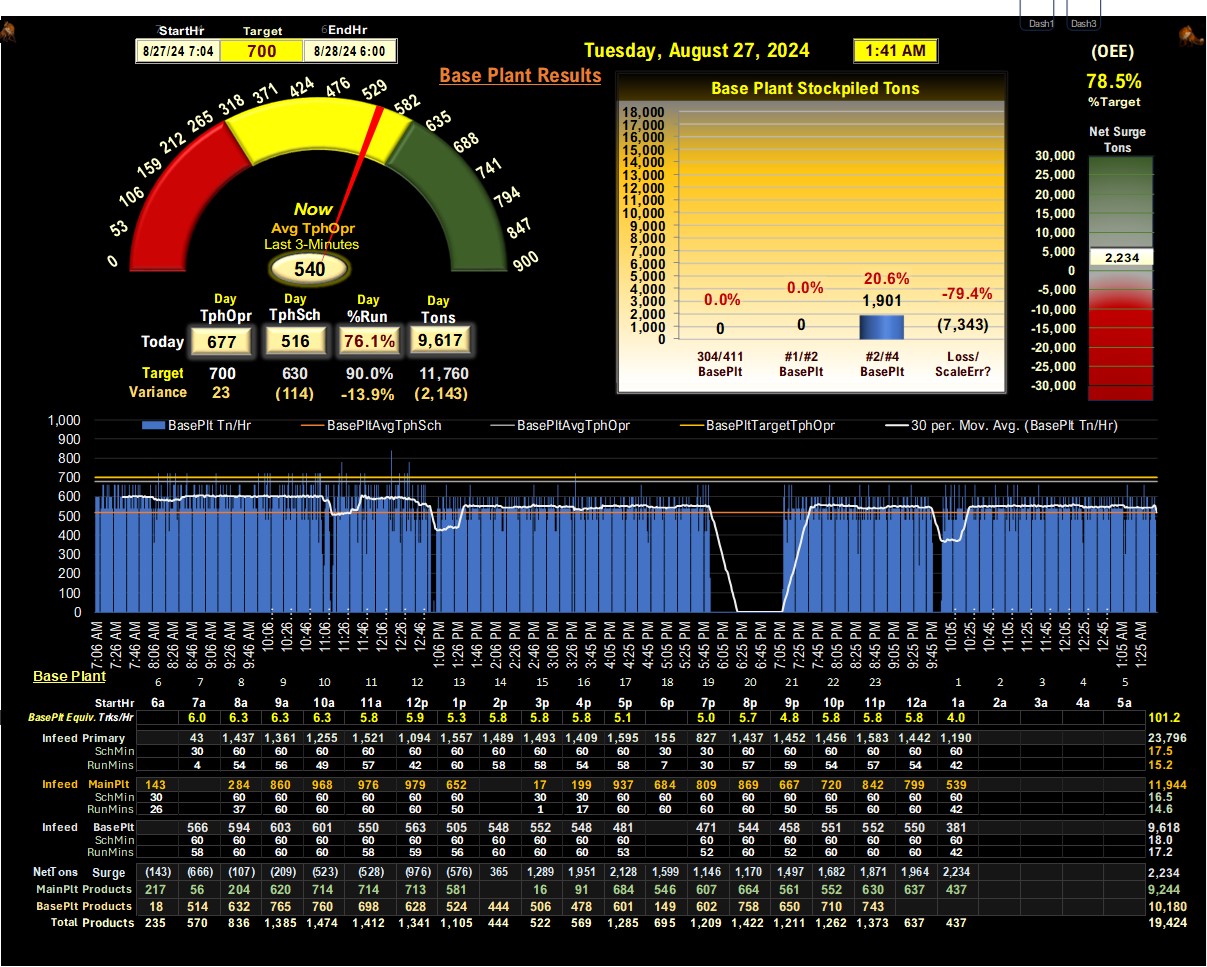 Dash1 Dash3
StartHr Target EndHr
8/27/24 7:04 700 8/28/24 6:00
Tuesday, August 27, 2024 1:41 AM
(OEE)
78.5%
%Target
Base Plant Results
Base Plant Stockpiled Tons
0 53 106 159 212 265 318 371 424 476 529 582 635 688 741 794 847 900
Now
Avg TphOpr
Last 3-Minutes
540
Day TphOpr Day TphSch Day %Run Day Tons
Today 677 516 76.1% 9,617
Target 700 630 90.0% 11,760
Variance 23 (114) -13.9% (2,143)
18,000
17,000
16,000
15,000
14,000
13,000
12,000
11,000
10,000
9,000
8,000
7,000
6,000
5,000
4,000
3,000
2,000
1,000
0
0.0% 0.0% 20.6% -79.4%
0 0 1,901 (7,343)
304/411 BasePlt #1/#2 BasePlt #2/#4 BasePlt Loss/ ScaleErr?
Net Surge
Tons
30,000
25,000
20,000
15,000
10,000
5,000
2,234
0
-5,000
-10,000
-15,000
-20,000
-25,000
-30,000
BasePlt Tn/Hr BasePltAvgTphSch BasePltAvgTphOpr BasePltTargetTphOpr 30 per. Mov. Avg. (BasePlt Tn/Hr)
1,000
900
800
700
600
500
400
300
200
100
0
7:06 AM 7:26 AM 7:46 AM 8:06 AM 8:26 AM 8:46 AM 9:06 AM 9:26 AM 9:46 AM 10:06... 10:26... 10:46... 11:06... 11:26... 11:46... 12:06... 12:26... 12:46... 1:06 PM 1:26 PM 1:46 PM 2:06 PM 2:26 PM 2:46 PM 3:06 PM 3:26 PM 3:45 PM 4:05 PM 4:25 PM 4:45 PM 5:05 PM 5:25 PM 5:45 PM 6:05 PM 6:25 PM 6:45 PM 7:05 PM 7:25 PM 7:45 PM 8:05 PM 8:25 PM 8:45 PM 9:05 PM 9:25 PM 9:45 PM 10:05... 10:25... 10:45... 11:05... 11:25... 11:45... 12:05... 12:25... 12:45... 1:05 AM 1:25 AM
Base Plant
6 7 8 9 10 11 12 13 14 15 16 17 18 19 20 21 22 23 1 2 3 4 5
StartHr 6a 7a 8a 9a 10a 11a 12p 1p 2p 3p 4p 5p 6p 7p 8p 9p 10p 11p 12a 1a 2a 3a 4a 5a
BasePlt Equiv. Trks/Hr 6.0 6.3 6.3 6.3 5.8 5.9 5.3 5.8 5.8 5.8 5.1 5.0 5.7 4.8 5.8 5.8 5.8 4.0 101.2
Infeed Primary 43 1,437 1,361 1,255 1,521 1,094 1,557 1,489 1,493 1,409 1,595 155 827 1,437 1,452 1,456 1,583 1,442 1,190 23,796
SchMin 30 60 60 60 60 60 60 60 60 60 60 30 30 60 60 60 60 60 60 17.5
RunMins 4 54 56 49 57 42 60 58 58 54 58 7 30 57 59 54 57 54 42 15.2
Infeed MainPlt 143 284 860 968 976 979 652 17 199 937 684 809 869 667 720 842 799 539 11,944
SchMin 30 60 60 60 60 60 60 30 30 60 60 60 60 60 60 60 60 60 16.5
RunMins 26 37 60 60 60 60 50 1 17 60 60 60 60 50 55 60 60 42 14.6
Infeed BasePlt 566 594 603 601 550 563 505 548 552 548 481 471 544 458 551 552 550 381 9,618
SchMin 60 60 60 60 60 60 60 60 60 60 60 60 60 60 60 60 60 60 18.0
RunMins 58 60 60 60 58 59 56 60 60 60 53 52 60 52 60 60 60 42 17.2
NetTons Surge (143) (666) (107) (209) (523) (528) (976) (576) 365 1,289 1,951 2,128 1,599 1,146 1,170 1,497 1,682 1,871 1,964 2,234 2,234
MainPlt Products 217 56 204 620 714 714 713 581 16 91 684 546 607 664 561 552 630 637 437 9,244
BasePlt Products 18 514 632 765 760 698 628 524 444 506 478 601 149 602 758 650 710 743 10,180
Total Products 235 570 836 1,385 1,474 1,412 1,341 1,105 444 522 569 1,285 695 1,209 1,422 1,211 1,262 1,373 637 437 19,424